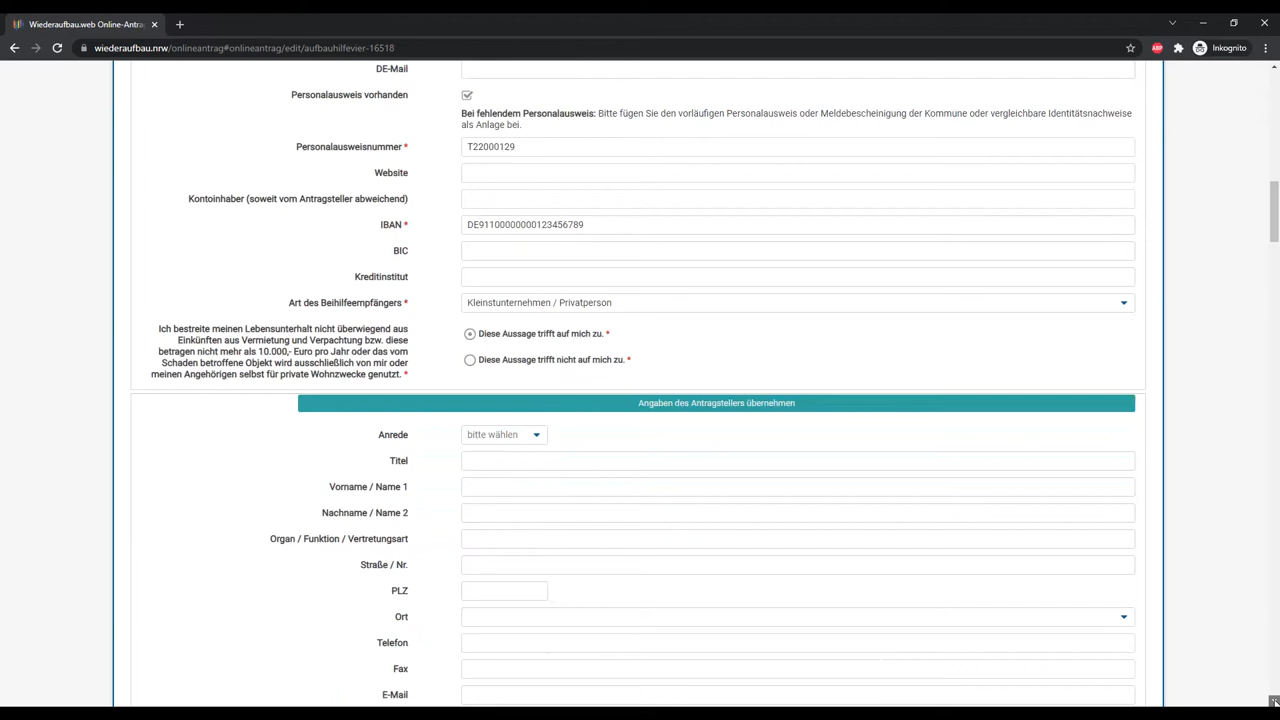 Wiederaufbau.web Online-Antra
wiederaufbau.nrw/onlineantrag#onlineantrag/edit/aufbauhilfevier-16518
ABP
Inkognito
DE-Mail
Personalausweis vorhanden
Bei fehlendem Personalausweis: Bitte fügen Sie den vorläufigen Personalausweis oder Meldebescheinigung der Kommune oder vergleichbare Identitätsnachweise
als Anlage bei.
Personalausweisnummer * T22000129
Website
Kontoinhaber (soweit vom Antragsteller abweichend)
IBAN * DE91100000000123456789
BIC
Kreditinstitut
Art des Beihilfeempfängers * Kleinstunternehmen / Privatperson
Ich bestreite meinen Lebensunterhalt nicht überwiegend aus
Einkünften aus Vermietung und Verpachtung bzw. diese
betragen nicht mehr als 10.000,- Euro pro Jahr oder das vom
Schaden betroffene Objekt wird ausschließlich von mir oder
meinen Angehörigen selbst für private Wohnzwecke genutzt. *
Diese Aussage trifft auf mich zu. *
Diese Aussage trifft nicht auf mich zu. *
Angaben des Antragstellers übernehmen
Anrede bitte wählen
Titel
Vorname / Name 1
Nachname / Name 2
Organ / Funktion / Vertretungsart
Straße / Nr.
PLZ
Ort
Telefon
Fax
E-Mail